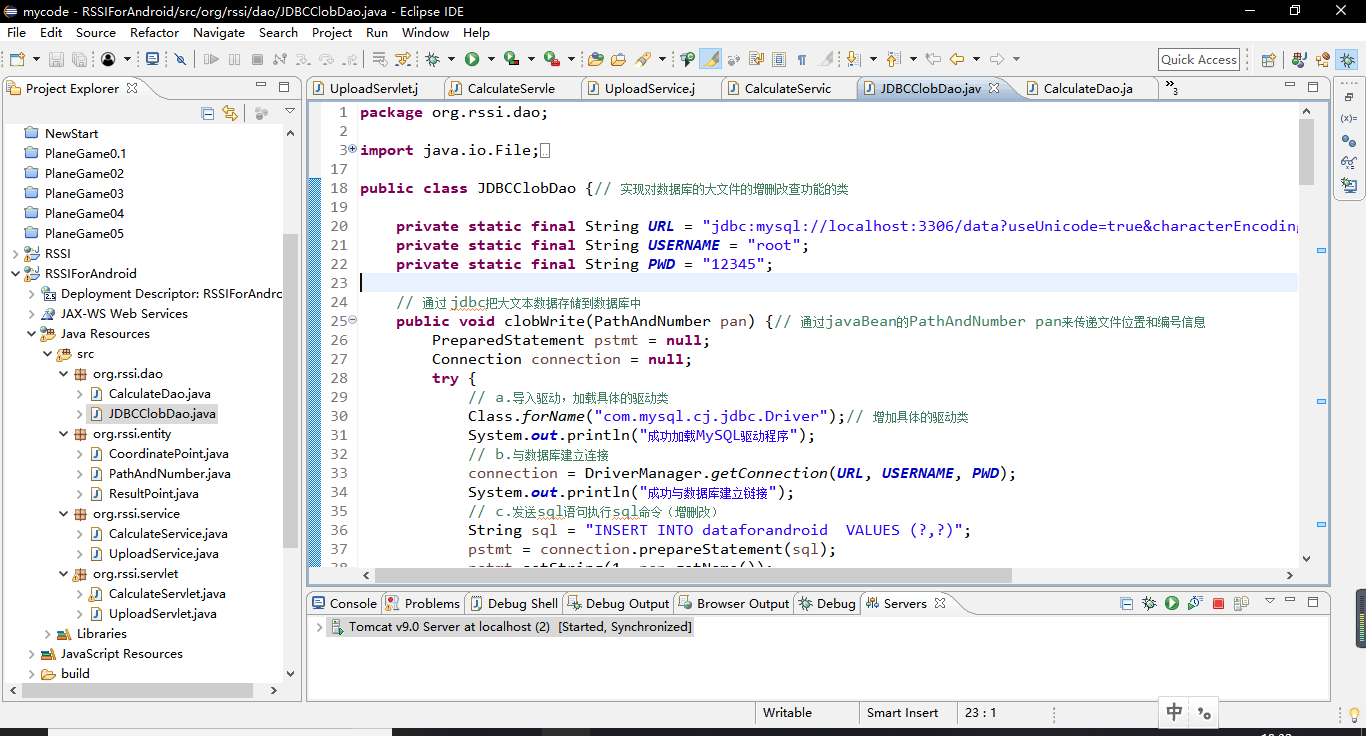 mycode - RSSIForAndroid/src/org/rssi/dao/JDBCClobDao.java - Eclipse IDE
File Edit Source Refactor Navigate Search Project Run Window Help
Quick Access
Project Explorer
NewStart
PlaneGame0.1
PlaneGame02
PlaneGame03
PlaneGame04
PlaneGame05
RSSI
RSSIForAndroid
Deployment Descriptor: RSSIForAndrc
JAX-WS Web Services
Java Resources
src
org.rssi.dao
CalculateDao.java
JDBCClobDao.java
org.rssi.entity
CoordinatePoint.java
PathAndNumber.java
ResultPoint.java
org.rssi.service
CalculateService.java
UploadService.java
org.rssi.servlet
CalculateServlet.java
UploadServlet.java
Libraries
JavaScript Resources
build
UploadServlet.j CalculateServle UploadService.j CalculateServic JDBCClobDao.jav CalculateDao.ja »3
1 package org.rssi.dao;
2
3 import java.io.File;
17
18 public class JDBCClobDao {// 实现对数据库的大文件的增删改查功能的类
19
20 private static final String URL = "jdbc:mysql://localhost:3306/data?useUnicode=true&characterEncoding
21 private static final String USERNAME = "root";
22 private static final String PWD = "12345";
23
24 // 通过jdbc把大文本数据存储到数据库中
25 public void clobWrite(PathAndNumber pan) {// 通过javaBean的PathAndNumber pan来传递文件位置和编号信息
26 PreparedStatement pstmt = null;
27 Connection connection = null;
28 try {
29 // a.导入驱动，加载具体的驱动类
30 Class.forName("com.mysql.cj.jdbc.Driver");// 增加具体的驱动类
31 System.out.println("成功加载MySQL驱动程序");
32 // b.与数据库建立连接
33 connection = DriverManager.getConnection(URL, USERNAME, PWD);
34 System.out.println("成功与数据库建立链接");
35 // c.发送sql语句执行sql命令（增删改）
36 String sql = "INSERT INTO dataforandroid  VALUES (?,?)";
37 pstmt = connection.prepareStatement(sql);
Console Problems Debug Shell Debug Output Browser Output Debug Servers
Tomcat v9.0 Server at localhost (2) [Started, Synchronized]
Writable Smart Insert 23 : 1
中